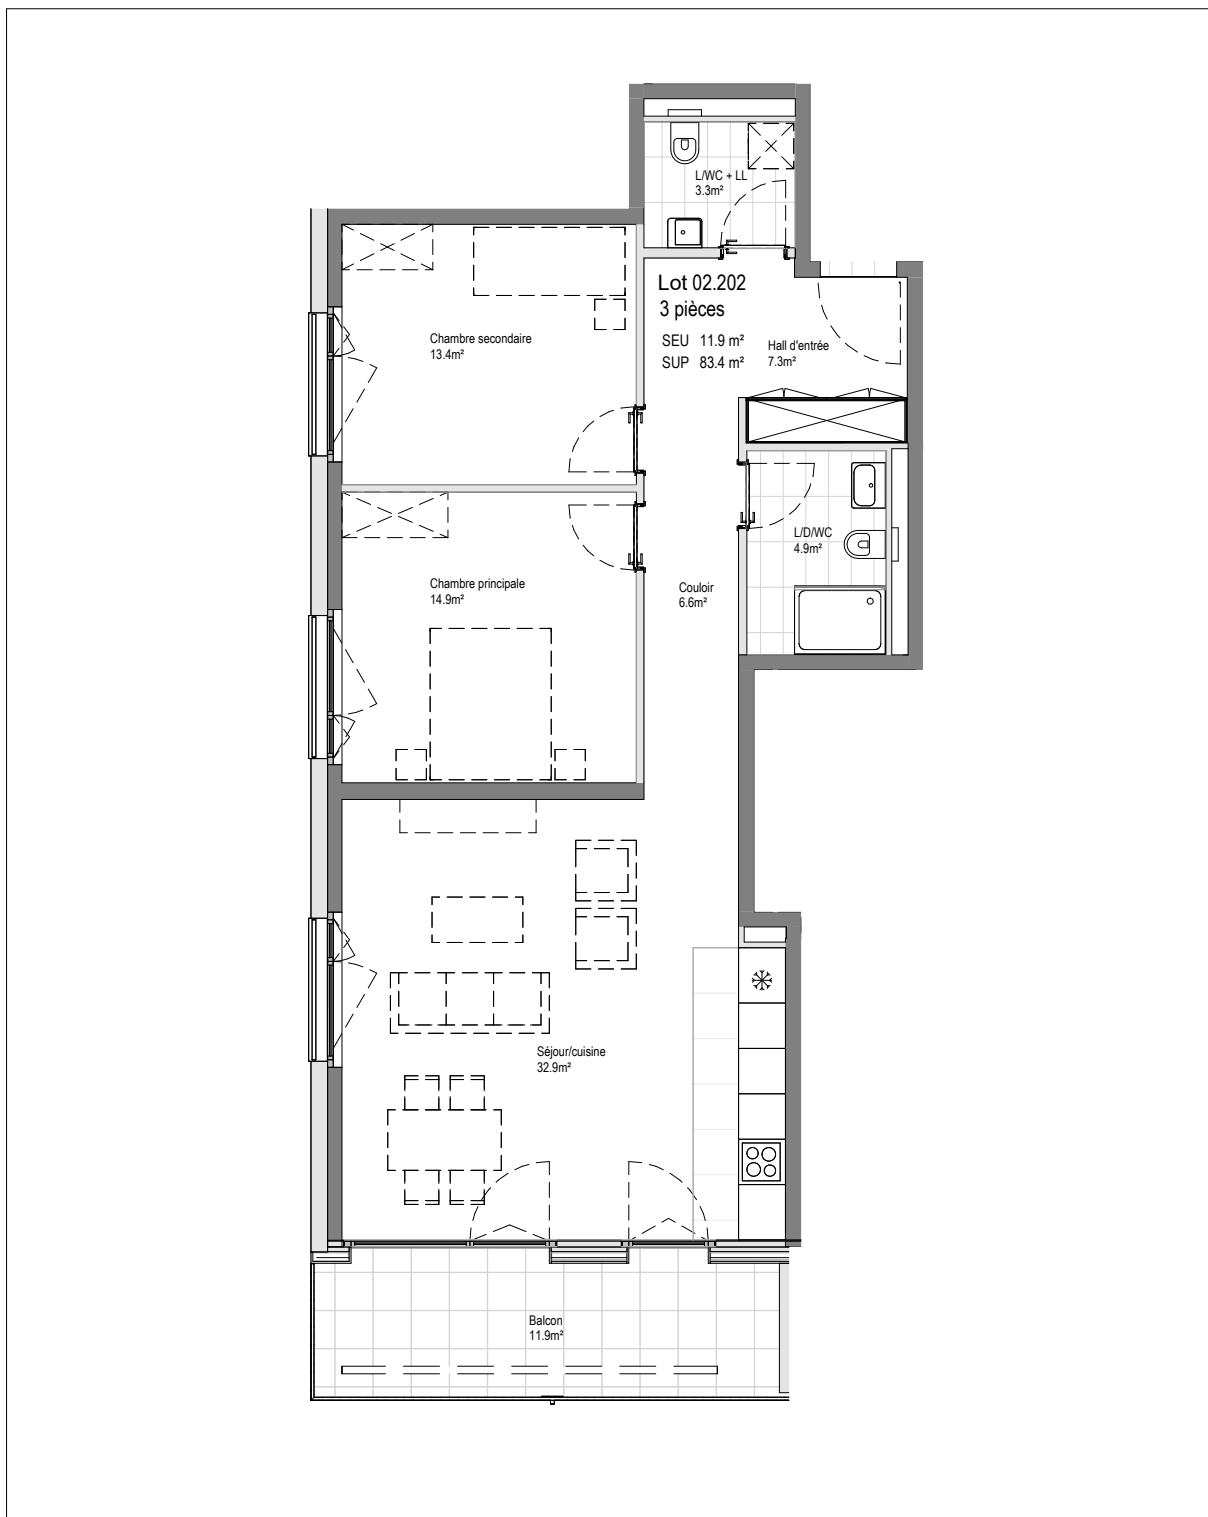 L/WC + LL
3.3m²
Lot 02.202
3 pièces
SEU 11.9 m²
SUP 83.4 m²
Hall d'entrée
7.3m²
Chambre secondaire
13.4m²
L/D/WC
4.9m²
Chambre principale
14.9m²
Couloir
6.6m²
Séjour/cuisine
32.9m²
Balcon
11.9m²